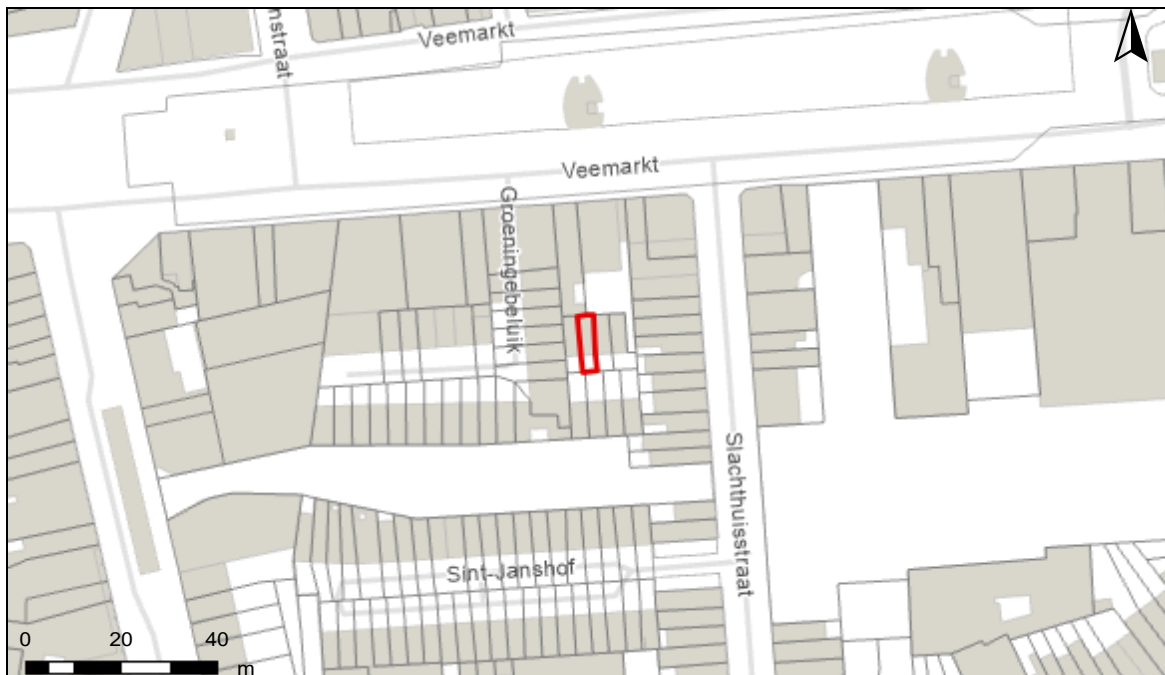 Veemarkt
nstraat
Veemarkt
Groeningebeluik
Slachthuisstraat
Sint-Janshof
0 20 40
m